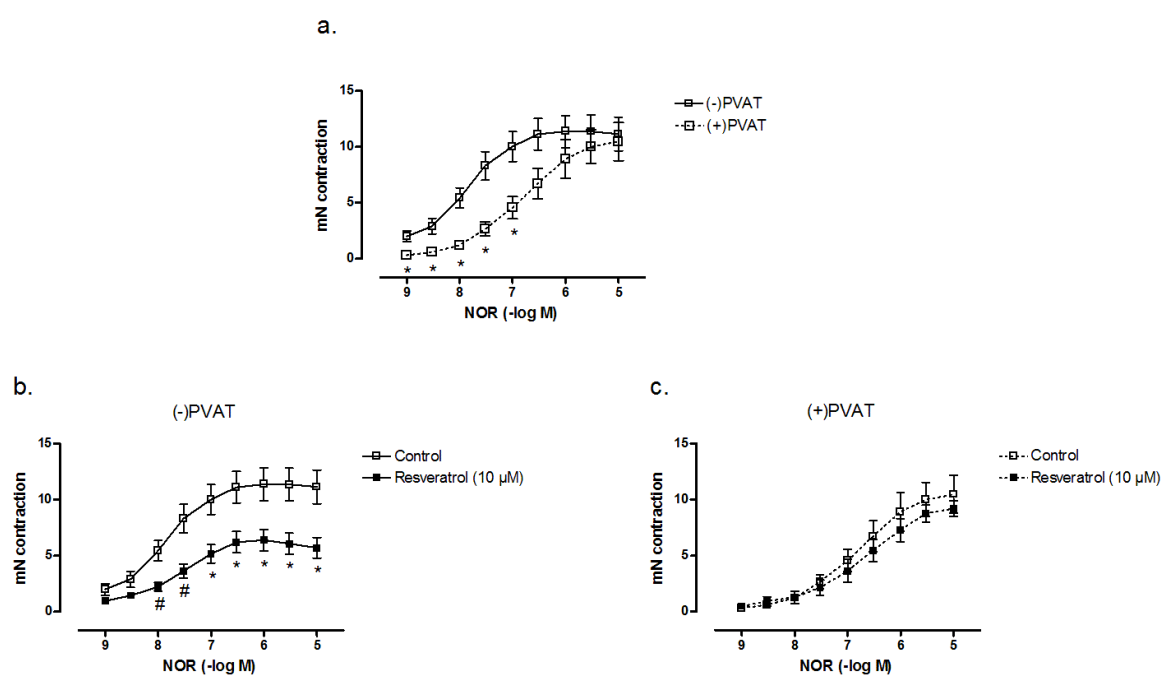 a.
15
10
5
0
mN contraction
* * * * *
9 8 7 6 5
NOR (-log M)
(-)PVAT
(+)PVAT
b.
(-)PVAT
15
10
5
0
mN contraction
# # * * * * *
9 8 7 6 5
NOR (-log M)
Control
Resveratrol (10 µM)
c.
(+)PVAT
15
10
5
0
mN contraction
9 8 7 6 5
NOR (-log M)
Control
Resveratrol (10 µM)